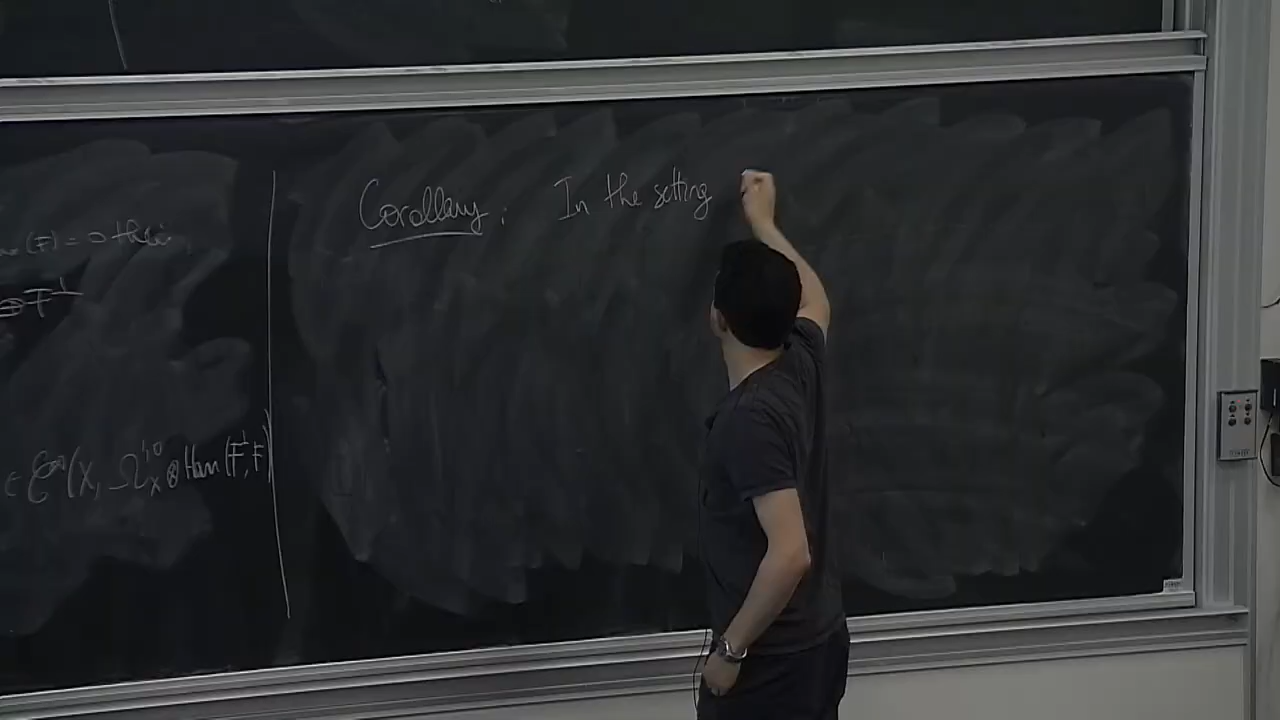 (F) = 0 then
⊕ F^⊥
∈ C^∞(X, Ω_X^{1,0} ⊗ Hom(F^⊥, F)
Corollary: In the setting